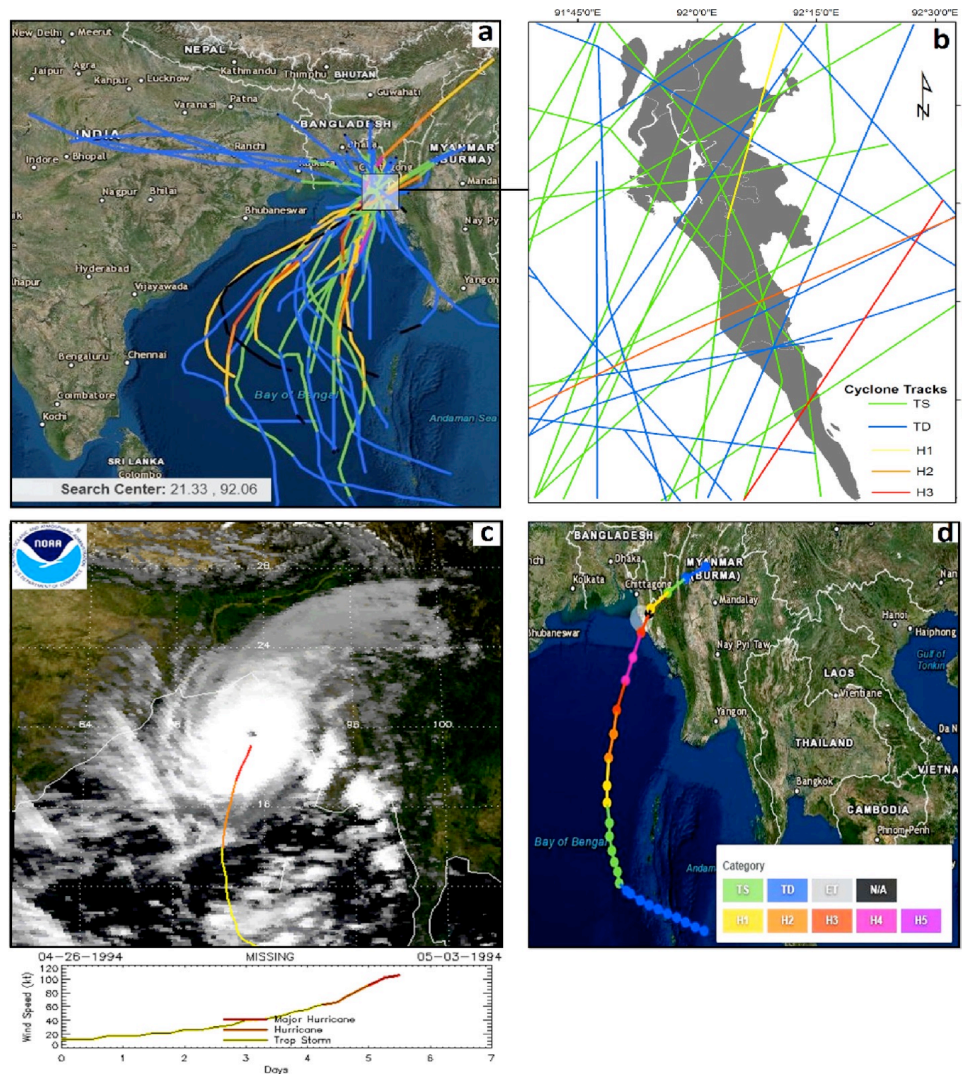 a
New Delhi
Meerut
NEPAL
Jaipur
Agra
Kathmandu
Thimphu
BHUTAN
Kanpur
Lucknow
Guwahati
Varanasi
Patna
BANGLADESH
INDIA
Ranchi
Dhaka
MYANMAR
(BURMA)
Indore
Bhopal
Nagpur
Bhilai
Bhubaneswar
Nay Pyi
Hyderabad
Yangon
Vijayawada
Bengaluru
Chennai
Bay of Bengal
Coimbatore
Andaman Sea
Kochi
SRI LANKA
Colombo
Search Center: 21.33 , 92.06
91°45'0"E
92°0'0"E
92°15'0"E
92°30'0"E
b
N
Cyclone Tracks
TS
TD
H1
H2
H3
c
NOAA
28
24
84
96
100
16
04-26-1994
MISSING
05-03-1994
Wind Speed (kt)
120
100
80
60
40
20
0
Major Hurricane
Hurricane
Trop Storm
0
1
2
3
4
5
6
7
Days
d
BANGLADESH
Dhaka
MYANMAR
(BURMA)
Kolkata
Chittagong
Mandalay
Hanoi
Haiphong
Bhubaneswar
Nay Pyi Taw
Gulf of
Tonkin
LAOS
Vientiane
Yangon
THAILAND
VIETNA
Bangkok
CAMBODIA
Phnom Penh
Bay of Bengal
Category
TS
TD
ET
N/A
H1
H2
H3
H4
H5